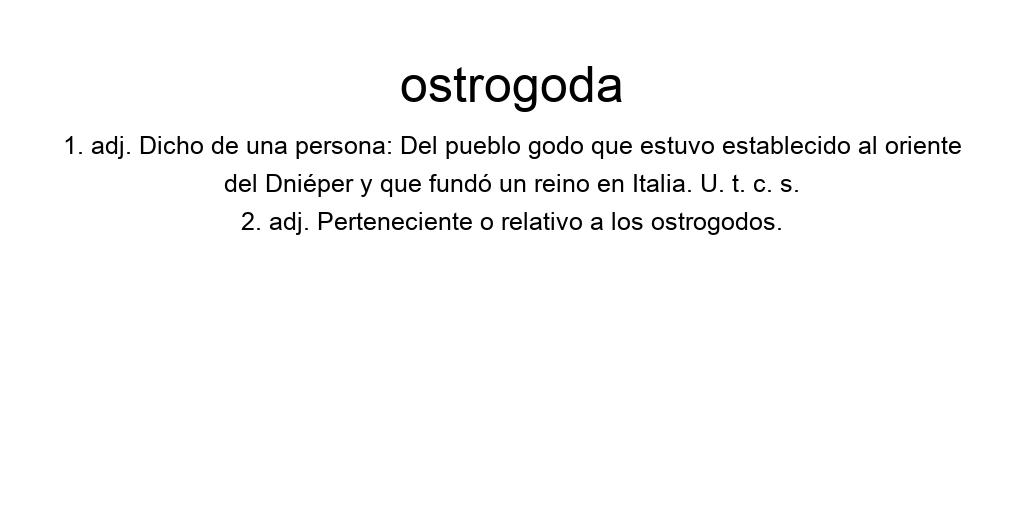 ostrogoda
1. adj. Dicho de una persona: Del pueblo godo que estuvo establecido al oriente
del Dniéper y que fundó un reino en Italia. U. t. c. s.
2. adj. Perteneciente o relativo a los ostrogodos.